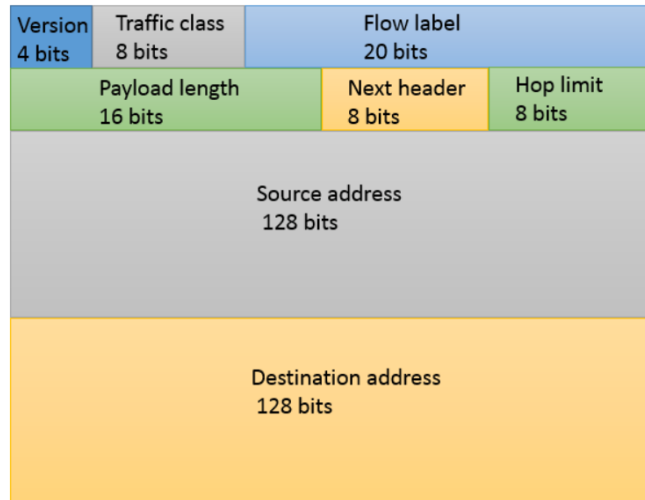 Version
4 bits
Traffic class
8 bits
Flow label
20 bits
Payload length
16 bits
Next header
8 bits
Hop limit
8 bits
Source address
128 bits
Destination address
128 bits